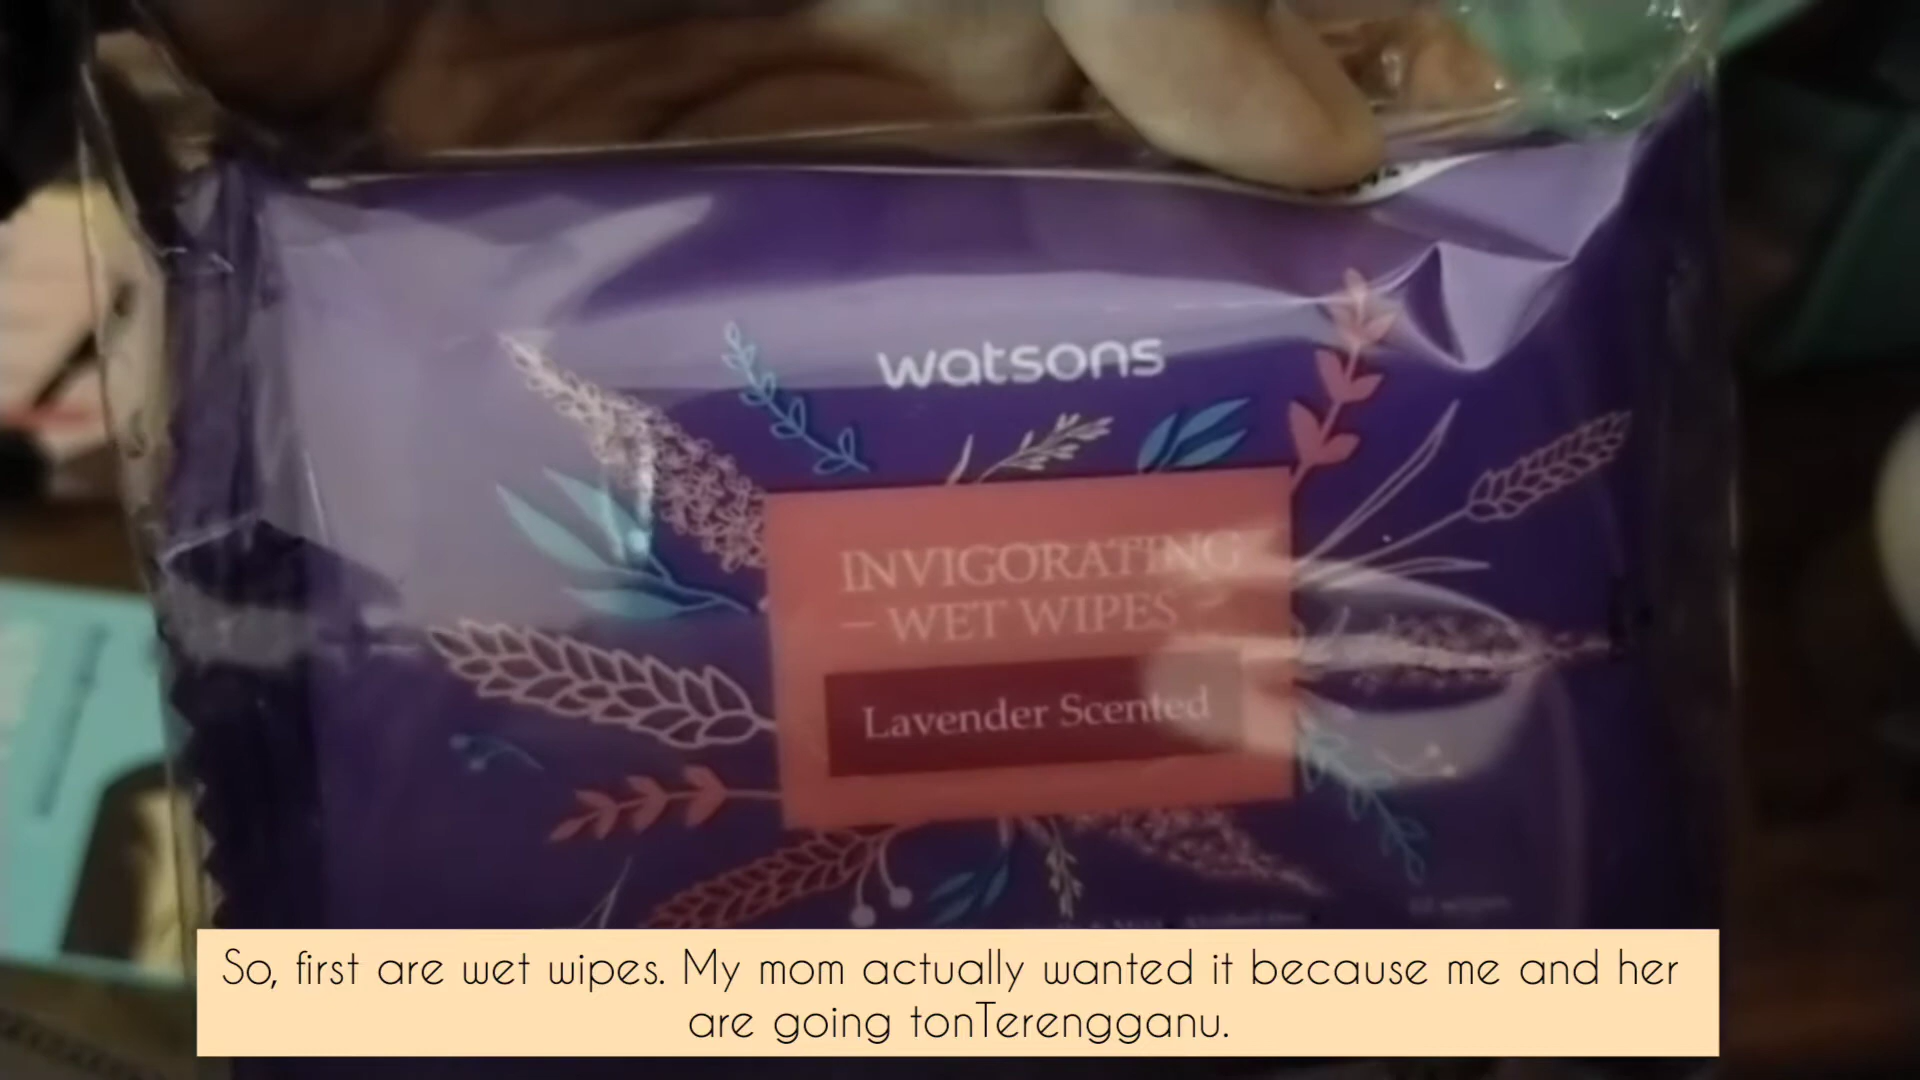 watsons
INVIGORATING
– WET WIPES
Lavender Scented
So, first are wet wipes. My mom actually wanted it because me and her
are going tonTerengganu.